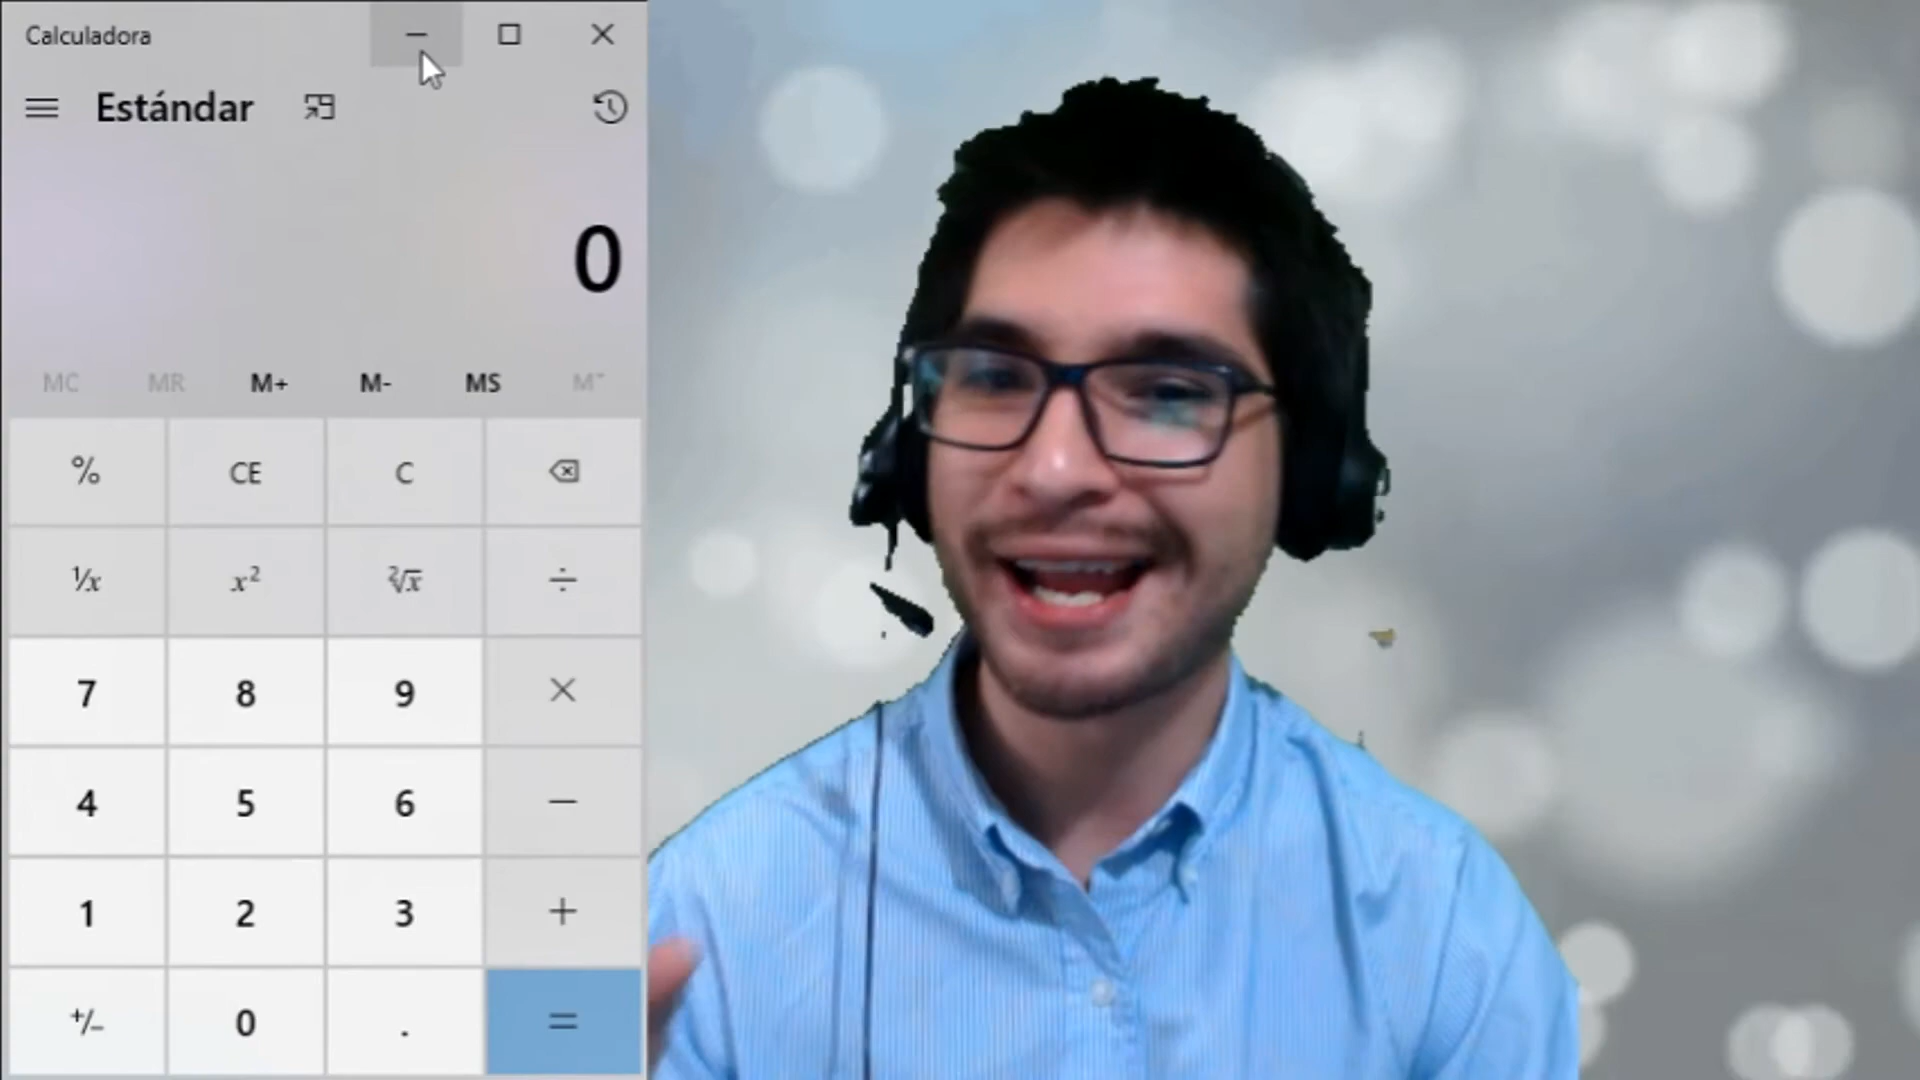 Calculadora
Estándar
0
MC MR M+ M- MS M˅
% CE C
⅟x x² ²√x ÷
7 8 9 ×
4 5 6 −
1 2 3 +
+/− 0 . =